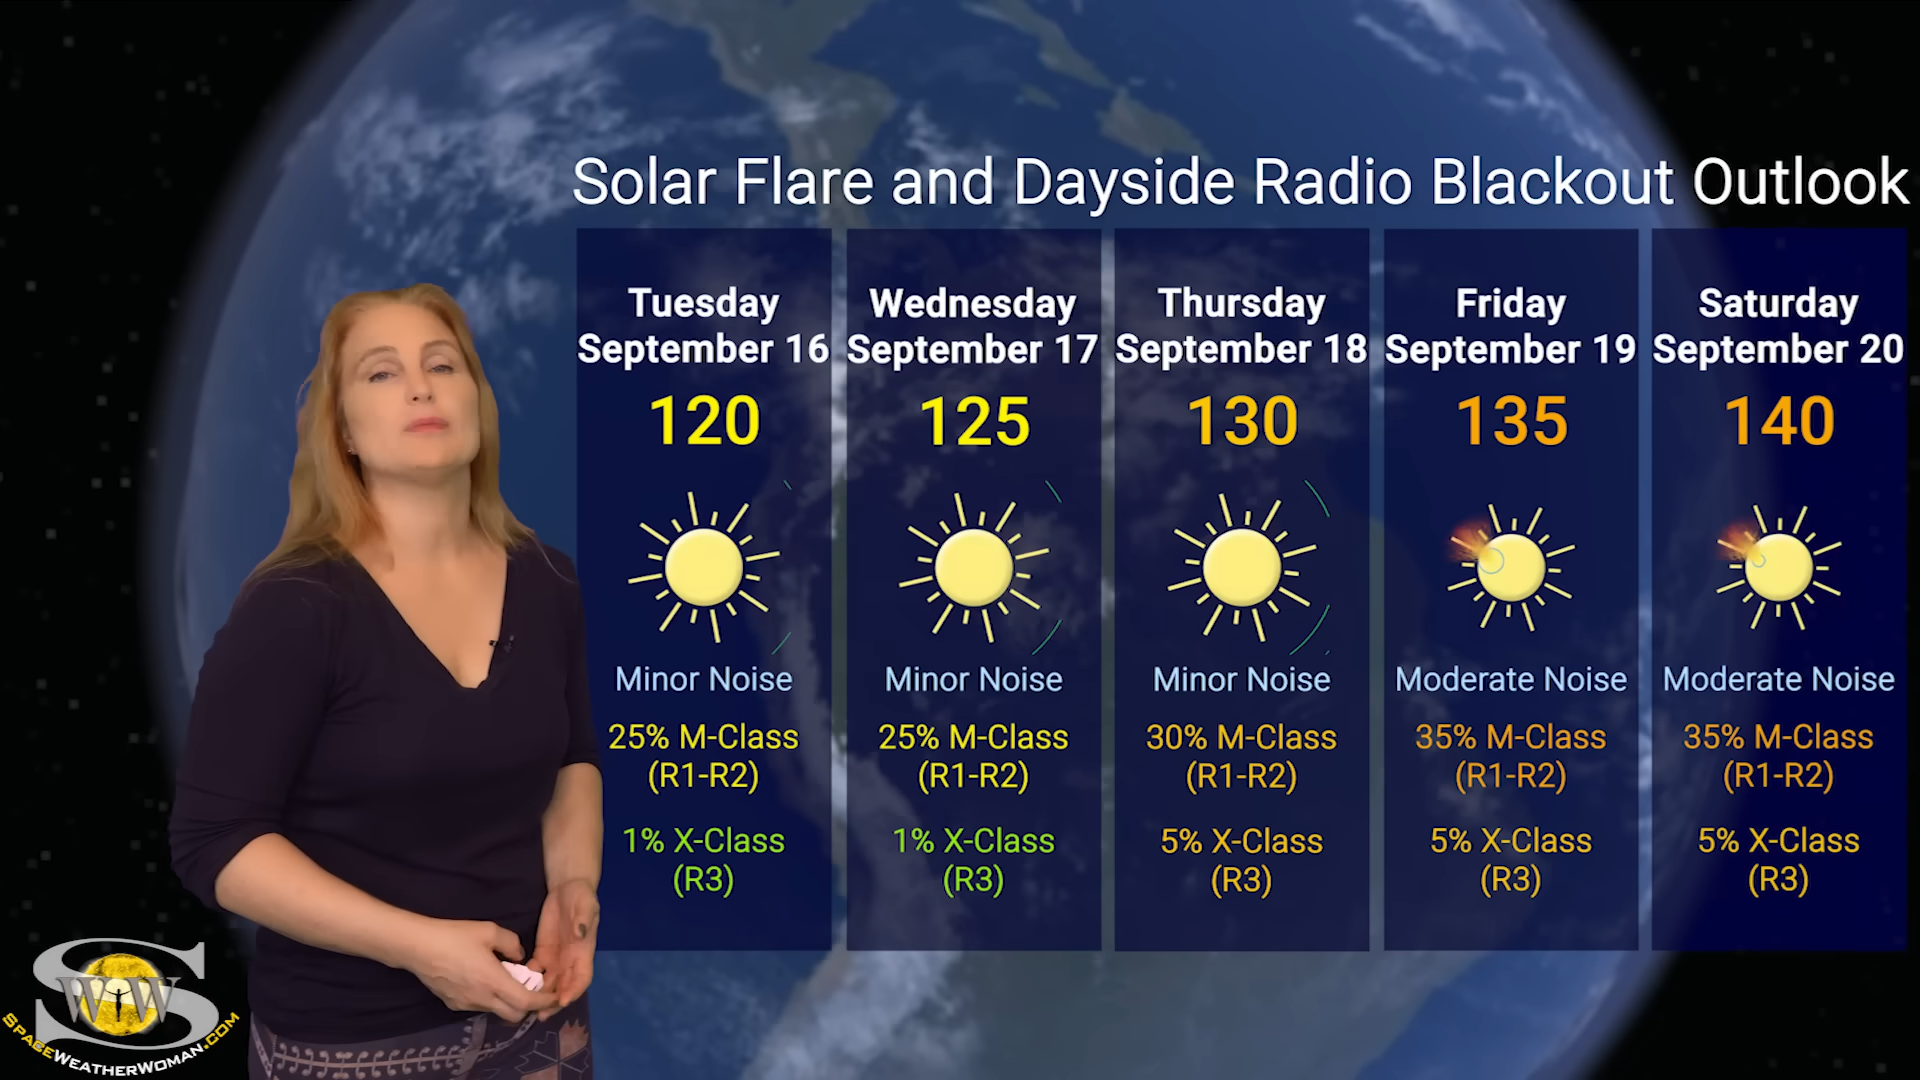 Solar Flare and Dayside Radio Blackout Outlook
Tuesday
September 16
120
Minor Noise
25% M-Class
(R1-R2)
1% X-Class
(R3)
Wednesday
September 17
125
Minor Noise
25% M-Class
(R1-R2)
1% X-Class
(R3)
Thursday
September 18
130
Minor Noise
30% M-Class
(R1-R2)
5% X-Class
(R3)
Friday
September 19
135
Moderate Noise
35% M-Class
(R1-R2)
5% X-Class
(R3)
Saturday
September 20
140
Moderate Noise
35% M-Class
(R1-R2)
5% X-Class
(R3)
SWW
SPACEWEATHERWOMAN.COM